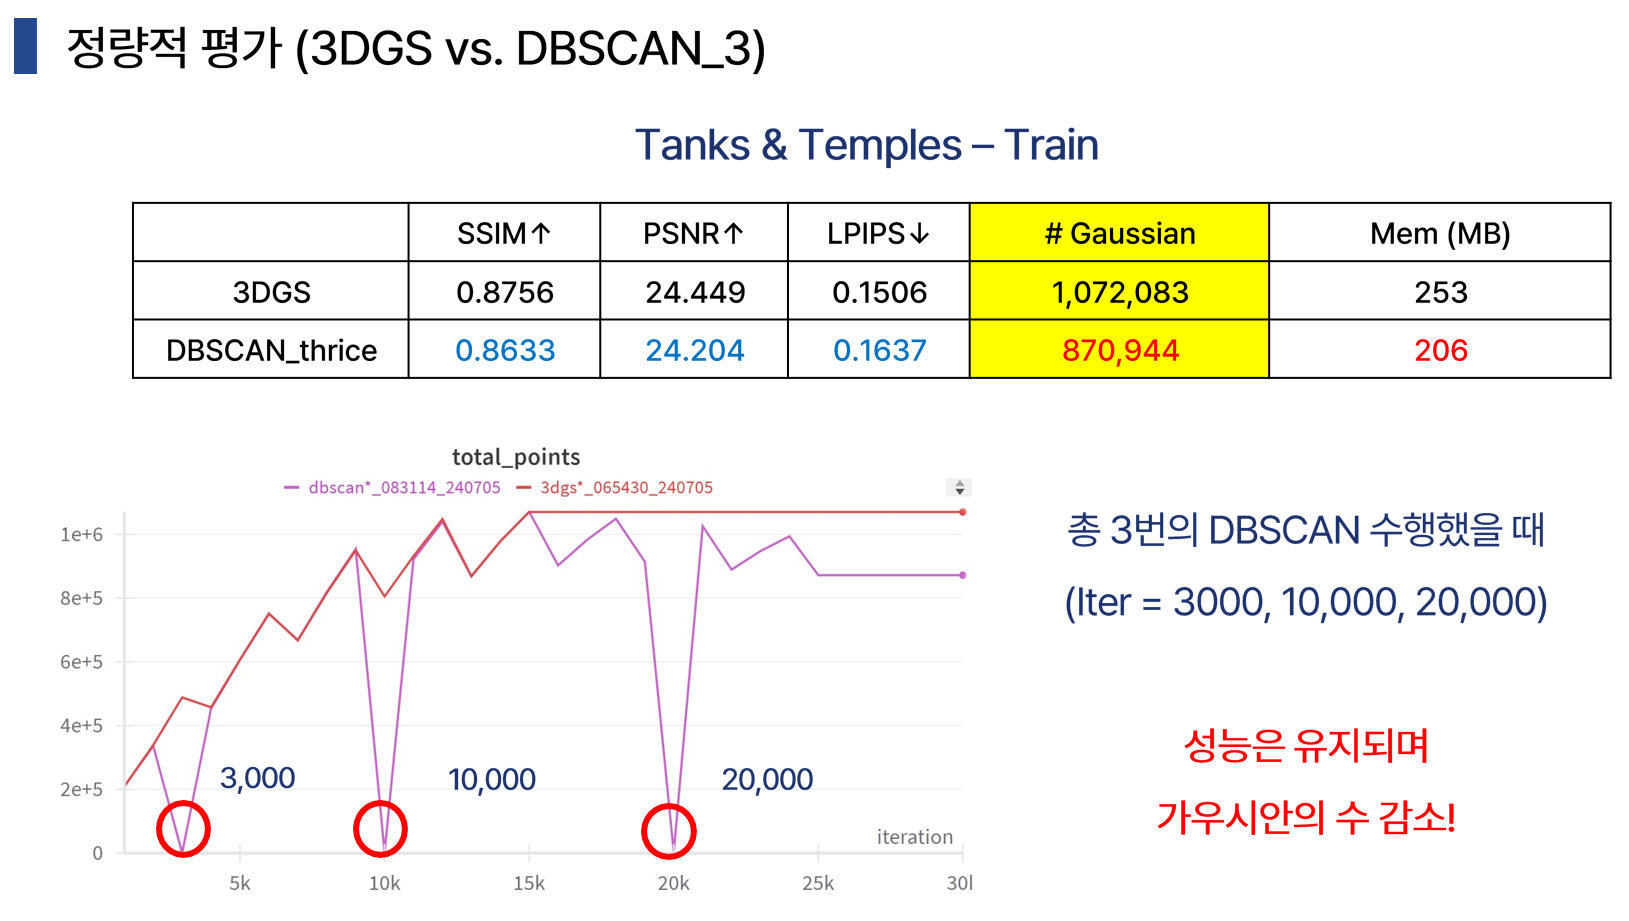 정량적 평가 (3DGS vs. DBSCAN_3)
Tanks & Temples – Train
SSIM↑ PSNR↑ LPIPS↓ # Gaussian Mem (MB)
3DGS 0.8756 24.449 0.1506 1,072,083 253
DBSCAN_thrice 0.8633 24.204 0.1637 870,944 206
total_points
dbscan*_083114_240705 3dgs*_065430_240705
1e+6
8e+5
6e+5
4e+5
2e+5
0
3,000 10,000 20,000
iteration
5k 10k 15k 20k 25k 30l
총 3번의 DBSCAN 수행했을 때
(Iter = 3000, 10,000, 20,000)
성능은 유지되며
가우시안의 수 감소!